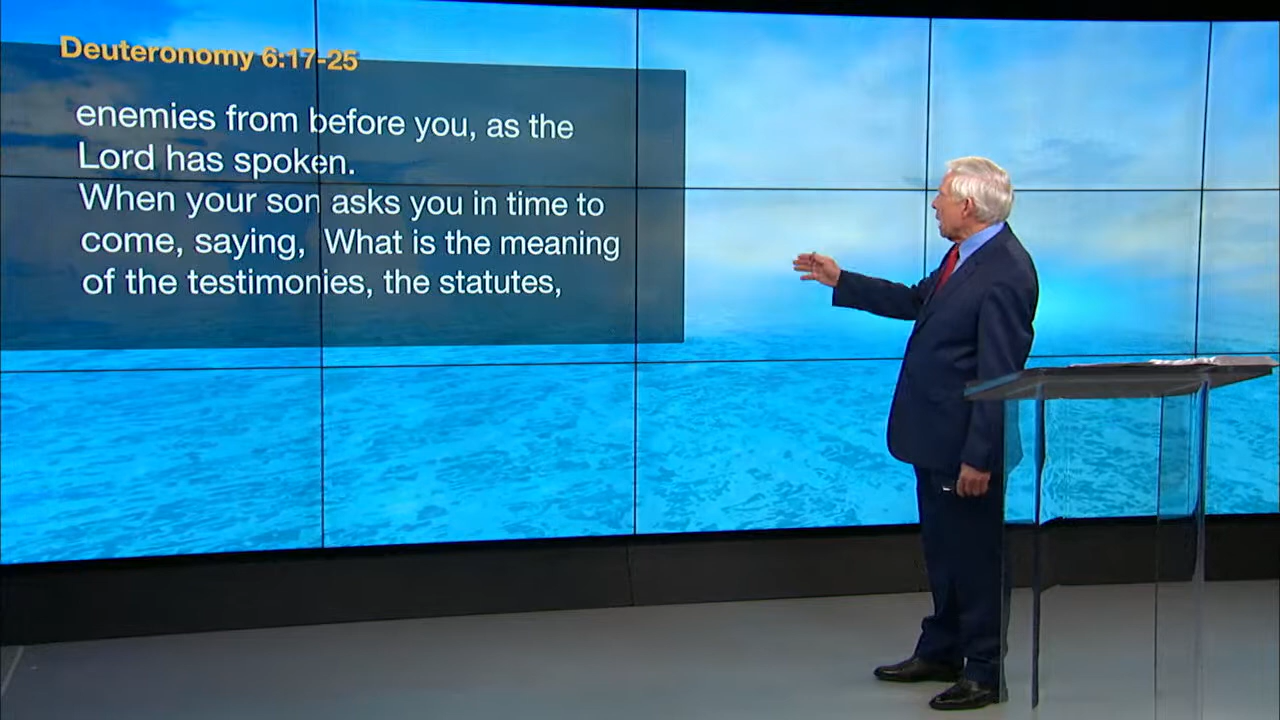 Deuteronomy 6:17-25
enemies from before you, as the
Lord has spoken.
When your son asks you in time to
come, saying, What is the meaning
of the testimonies, the statutes,